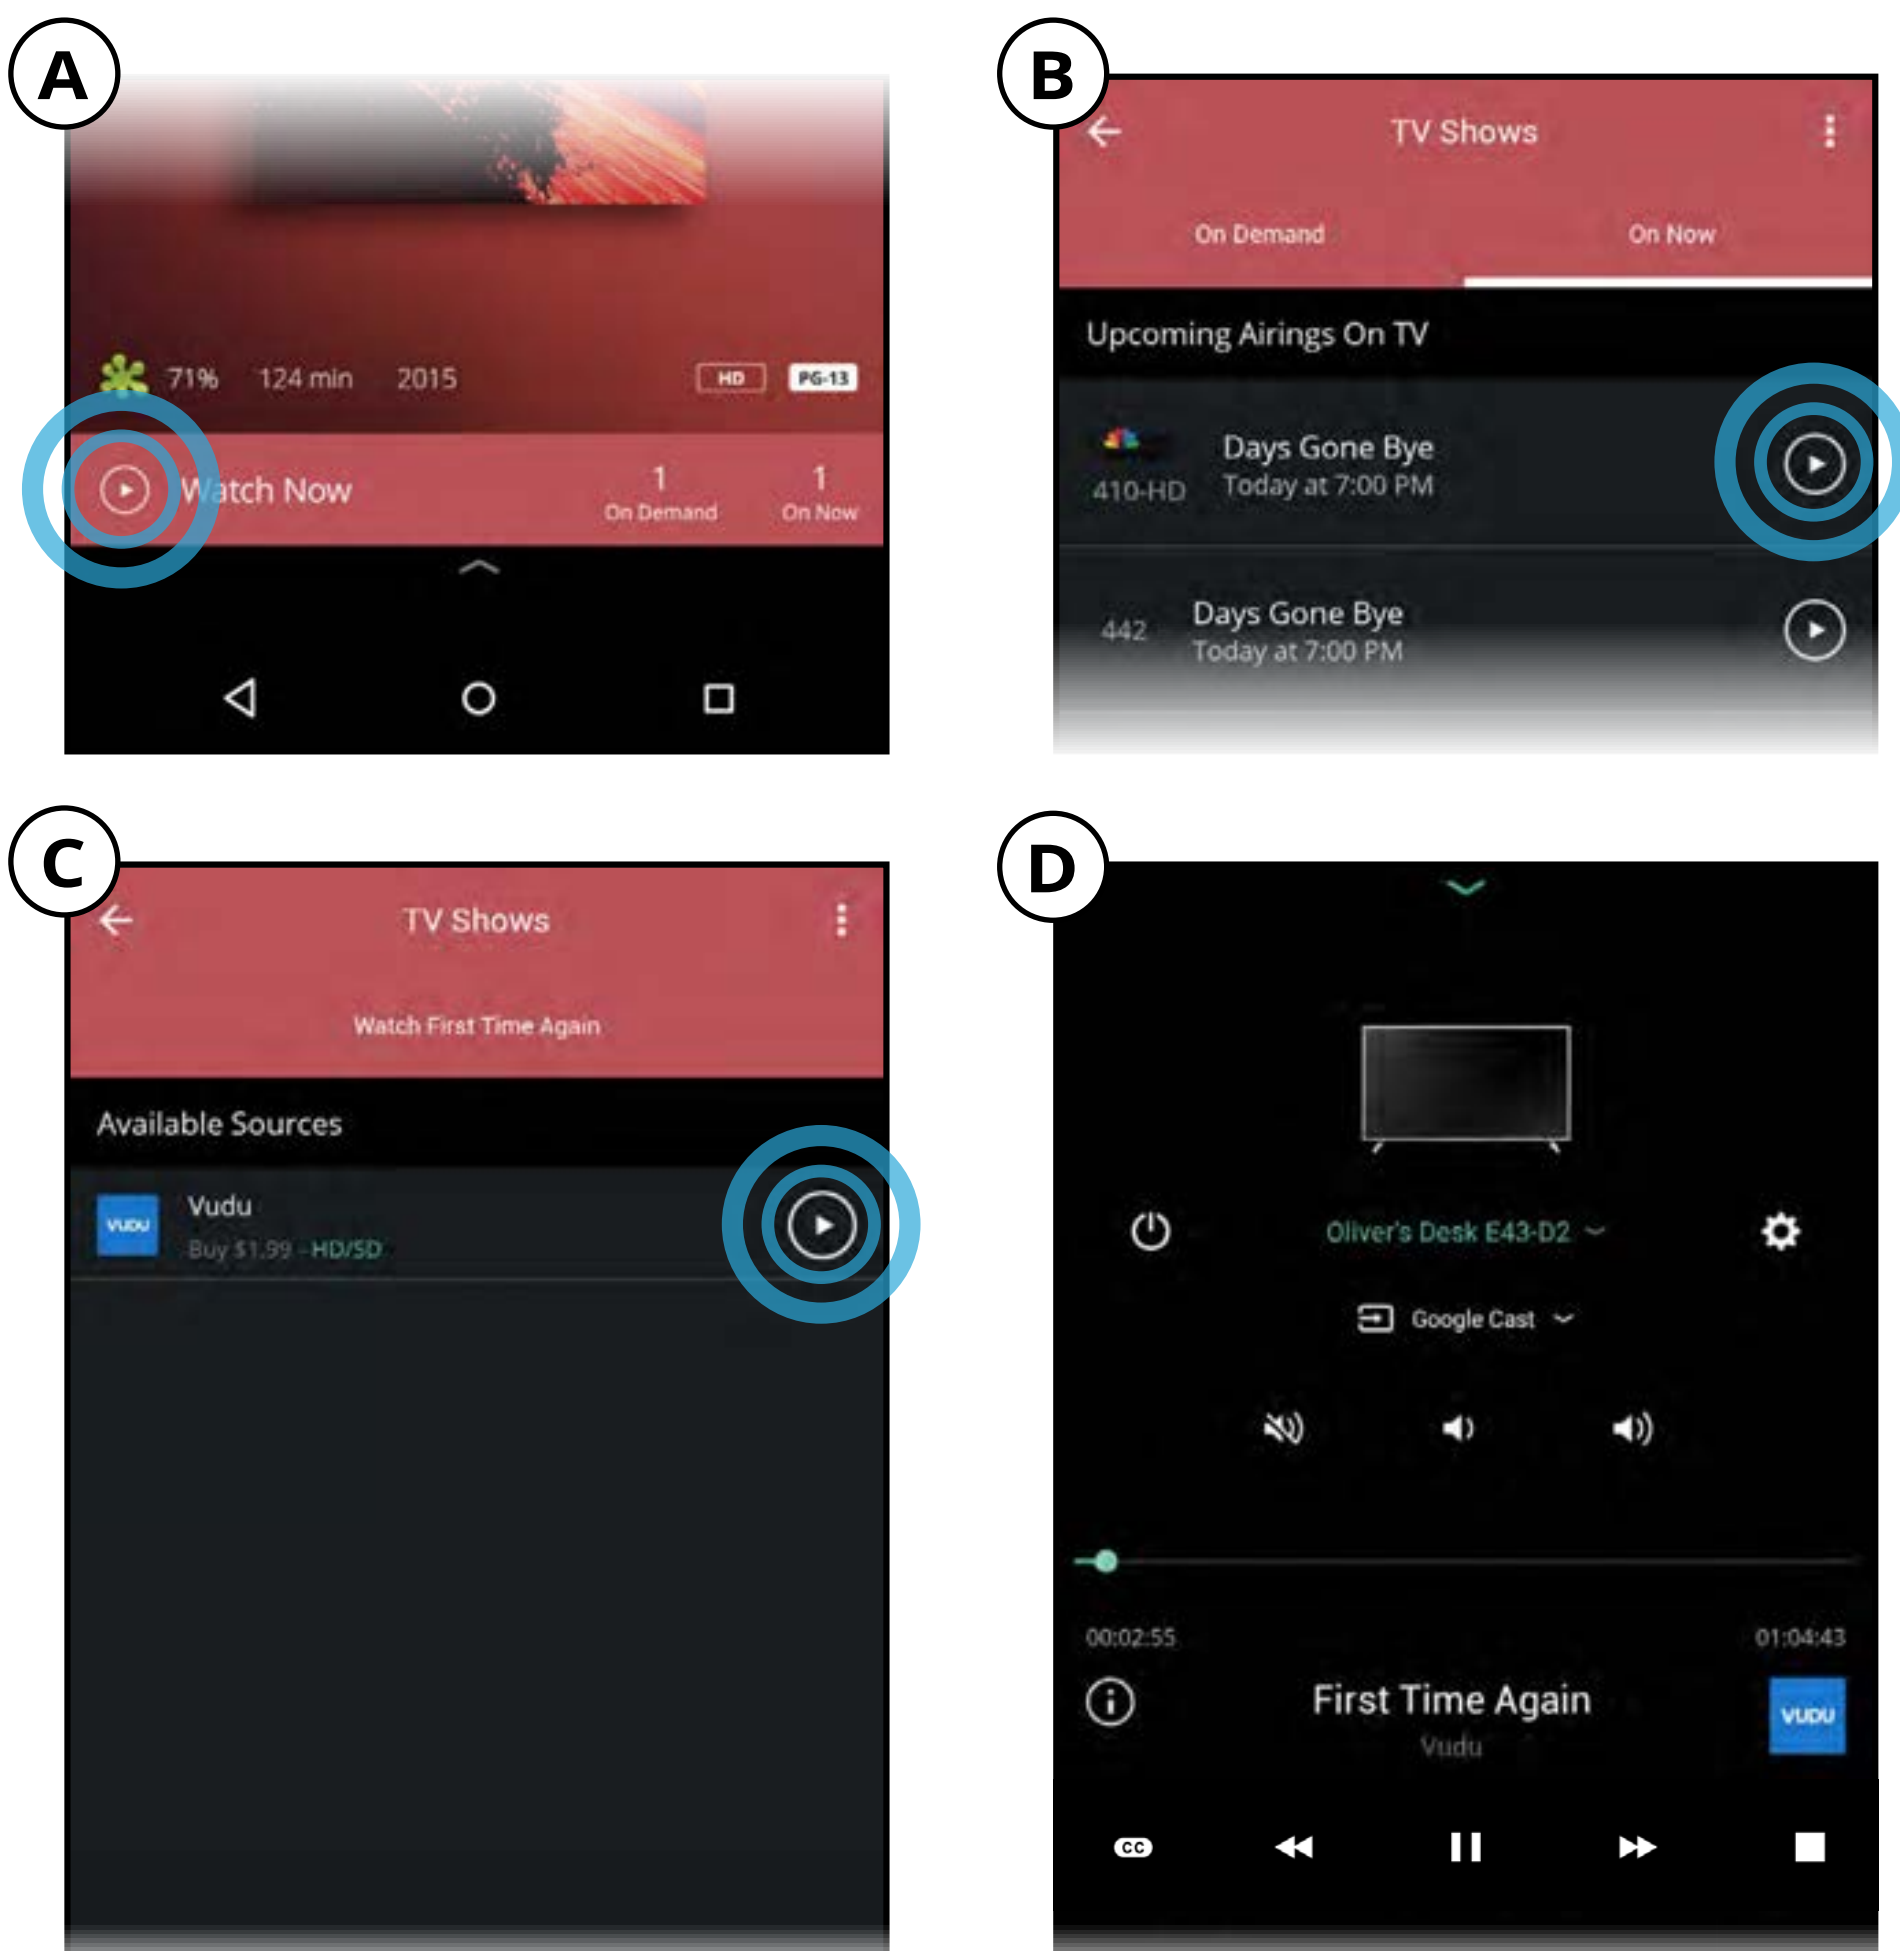 A
71% 124 min 2015 HD PG-13
Watch Now
1 On Demand
1 On Now
B
TV Shows
On Demand On Now
Upcoming Airings On TV
410-HD
Days Gone Bye
Today at 7:00 PM
442
Days Gone Bye
Today at 7:00 PM
C
TV Shows
Watch First Time Again
Available Sources
VUDU
Vudu
Buy $1.99 - HD/SD
D
Oliver's Desk E43-D2
Google Cast
00:02:55 01:04:43
First Time Again
Vudu
VUDU
CC